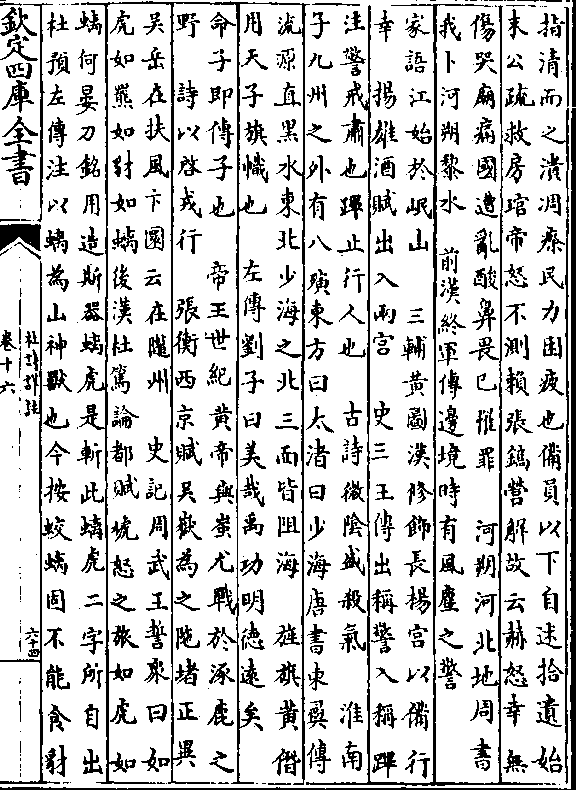 指清而之潰凋瘵民力困疲也備員以下自述拾遺始
末公疏救房琯帝怒不測賴張鎬營解故云赫怒幸無
傷哭廟痛國遭亂酸鼻畏己罹罪　河朔河北地周書
我卜河朔黎水　前漢終軍傳邊境時有風塵之警
家語江始於岷山　三輔黄圖漢修飾長楊宫以備行
幸　揚雄酒賦出入兩宫　史三王傳出稱警入稱蹕
注警戒肅也蹕止行人也　古詩微陰盛殺氣　淮南
子九州之外有八殥東方曰大渚曰少海唐書東夷傳
流源直黑水東北少海之北三面皆阻海　旌旗黄僭
用天子旗幟也　左傳劉子曰美哉禹功明德遠矣
命子即傳子也　帝王世紀黄帝與蚩尤戰於涿鹿之
野　詩以啓戎行　張衡西京賦吴嶽為之陁堵正異
吴岳在扶風卞圜云在隴州　史記周武王誓衆曰如
虎如羆如豺如螭後漢杜篤論都賦虓怒之旅如虎如
螭何晏刀銘用造斯器螭虎是斬此螭虎二字所自出
杜預左傳注以螭為山神獸也今按蛟螭固不能食豺
欽定四庫全書
杜詩詳註
卷十六
六十四